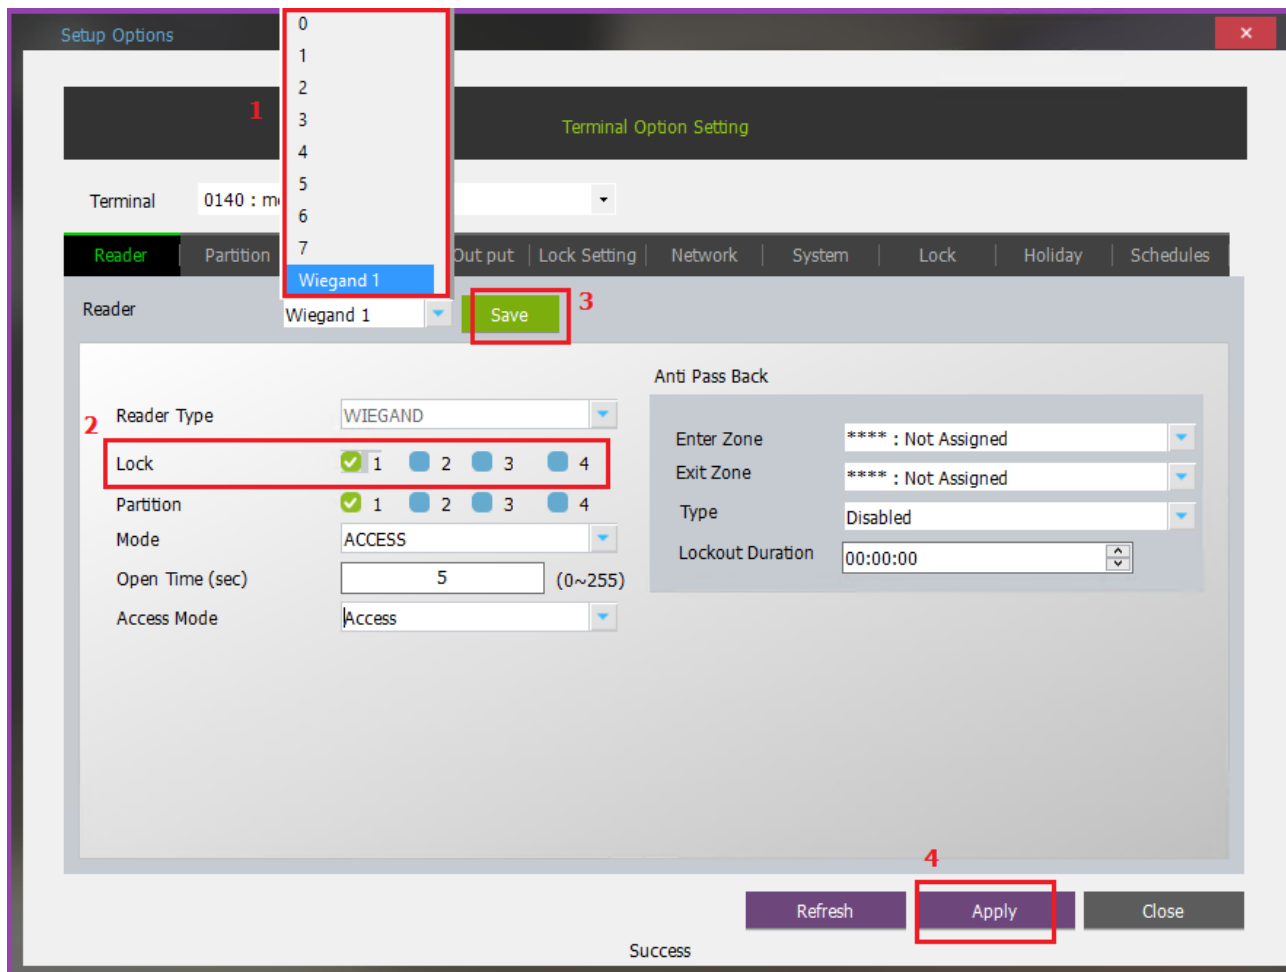 Setup Options
0
1
2
1
3
Terminal Option Setting
4
5
Terminal 0140 :
6
7
Reader Partition Out put Lock Setting Network System Lock Holiday Schedules
Wiegand 1
Reader Wiegand 1 Save 3
Anti Pass Back
Reader Type WIEGAND
2
Enter Zone **** : Not Assigned
Lock 1 2 3 4
Exit Zone **** : Not Assigned
Partition 1 2 3 4
Type Disabled
Mode ACCESS
Lockout Duration 00:00:00
Open Time (sec) 5 (0~255)
Access Mode Access
4
Refresh Apply Close
Success